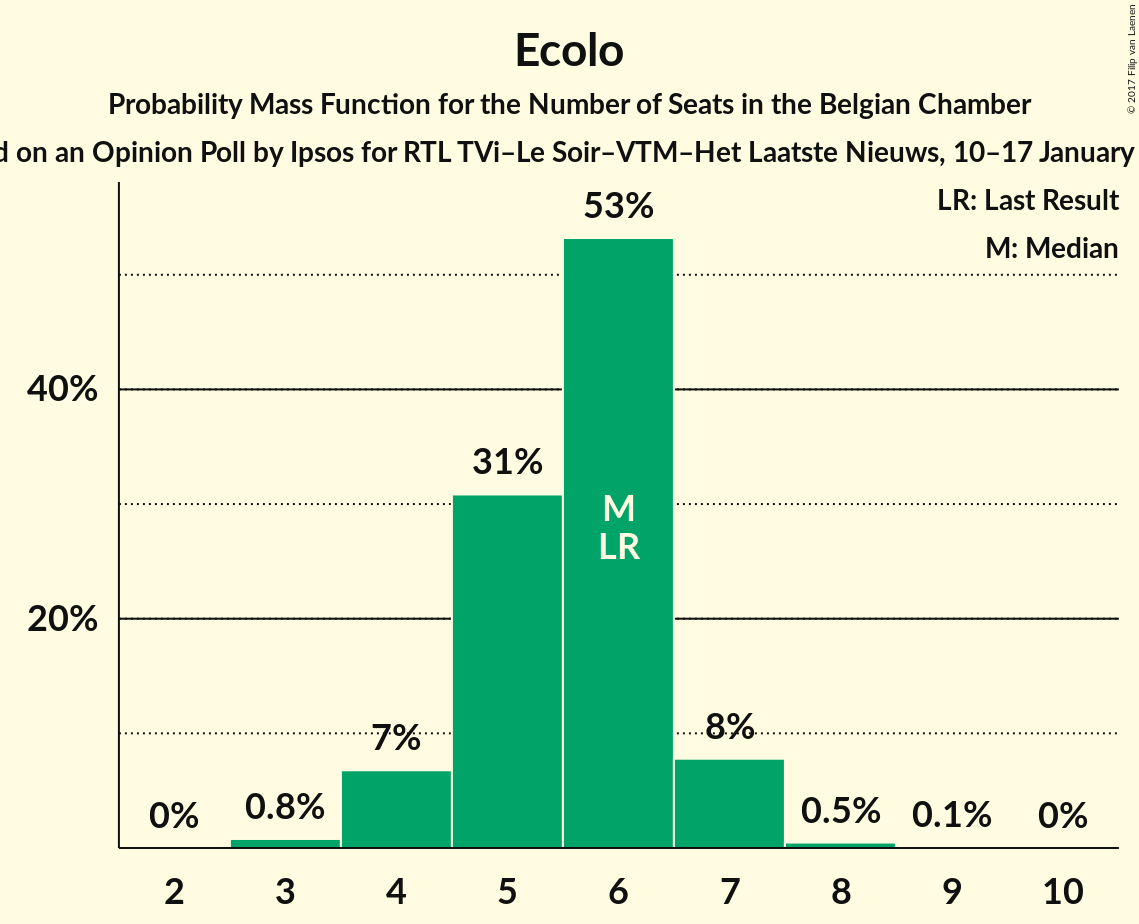 Ecolo
Probability Mass Function for the Number of Seats in the Belgian Chamber
on an Opinion Poll by Ipsos for RTL TVi–Le Soir–VTM–Het Laatste Nieuws, 10–17 January
© 2017 Filip van Laenen
LR: Last Result
M: Median
53%
40%
31%
M
LR
20%
7%
8%
0%
0.8%
0.5%
0.1%
0%
2 3 4 5 6 7 8 9 10